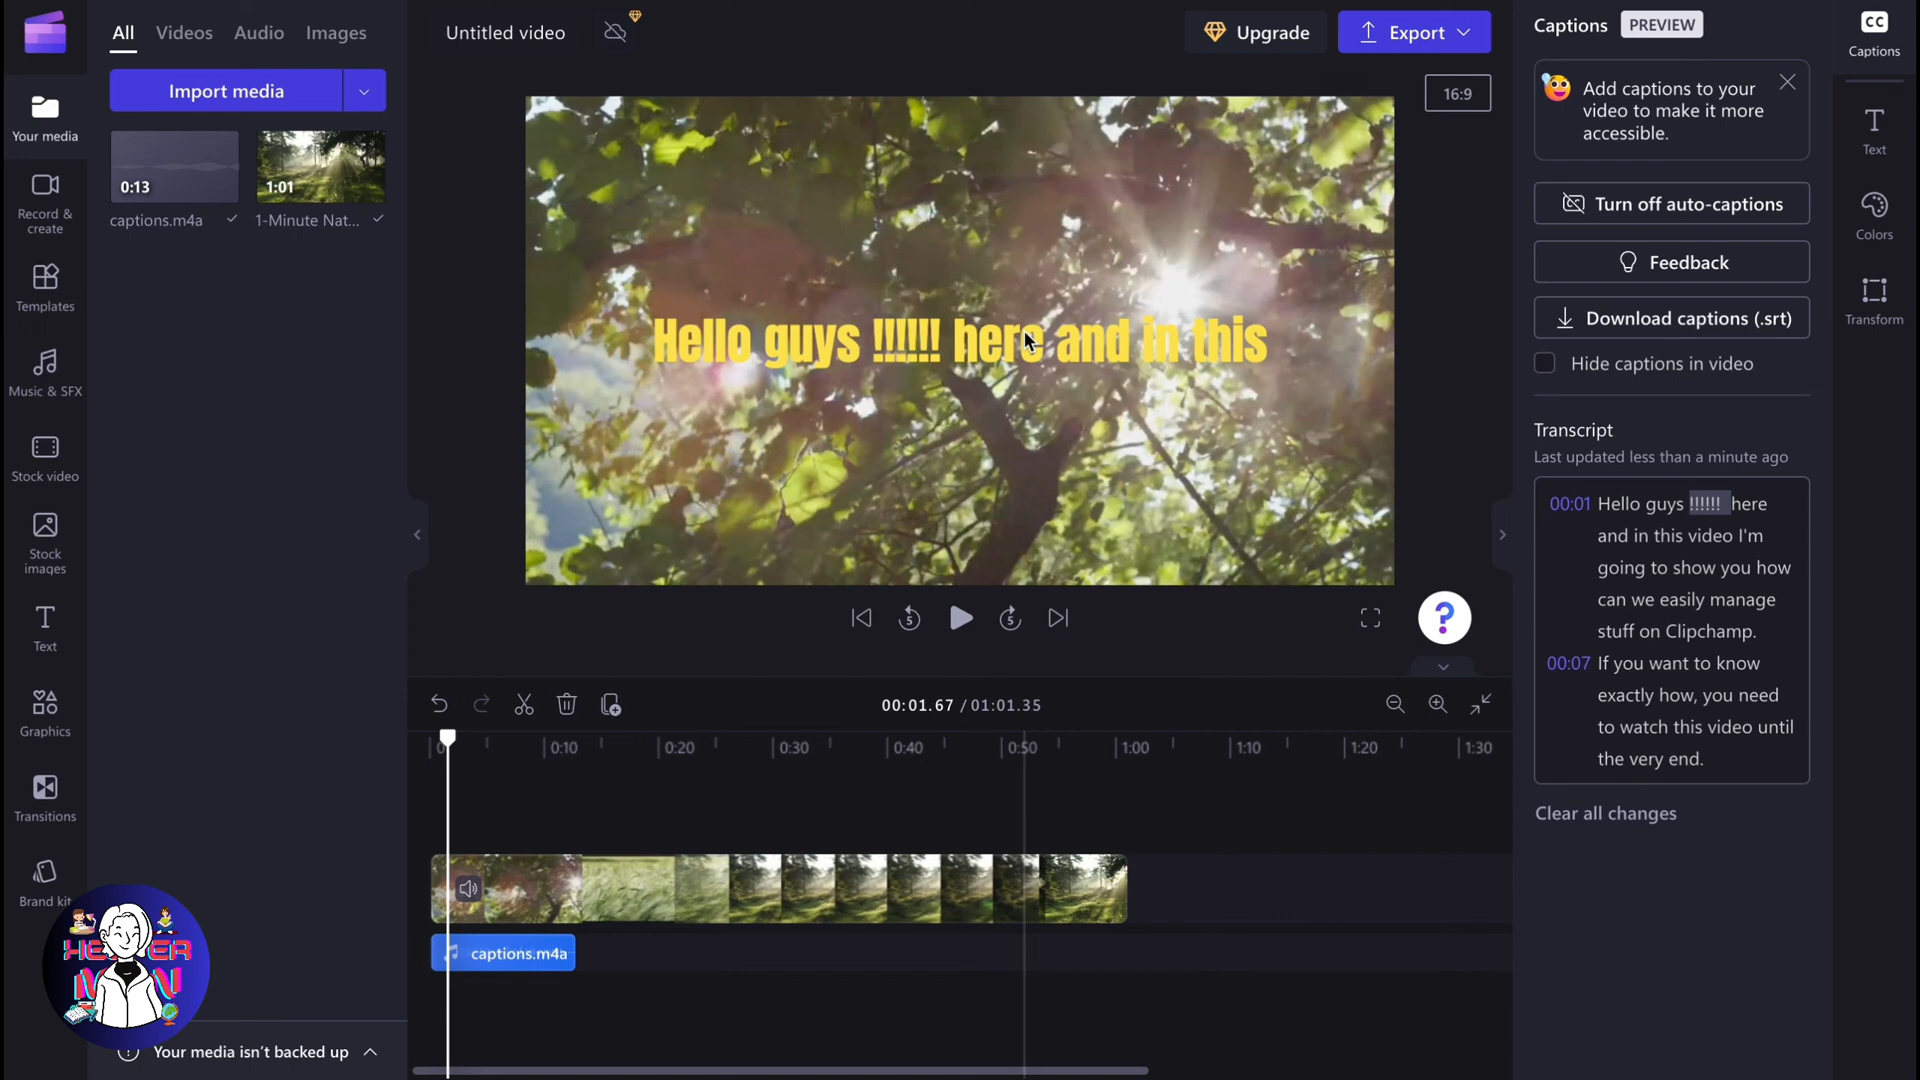 All Videos Audio Images
Untitled video
Upgrade
Export
Captions PREVIEW
CC
Captions
Import media
16:9
Add captions to your
video to make it more
accessible.
Your media
0:13
1:01
captions.m4a
1-Minute Nat...
Text
Record &
create
Turn off auto-captions
Colors
Feedback
Templates
Download captions (.srt)
Transform
Hello guys !!!!!! here and in this
Hide captions in video
Music & SFX
Transcript
Last updated less than a minute ago
Stock video
00:01 Hello guys !!!!!! here
and in this video I'm
going to show you how
can we easily manage
stuff on Clipchamp.
00:07 If you want to know
exactly how, you need
to watch this video until
the very end.
Clear all changes
Stock
images
5
5
?
Text
Graphics
00:01.67 / 01:01.35
0:10 0:20 0:30 0:40 0:50 1:00 1:10 1:20 1:30
Transitions
Brand kit
captions.m4a
Your media isn't backed up